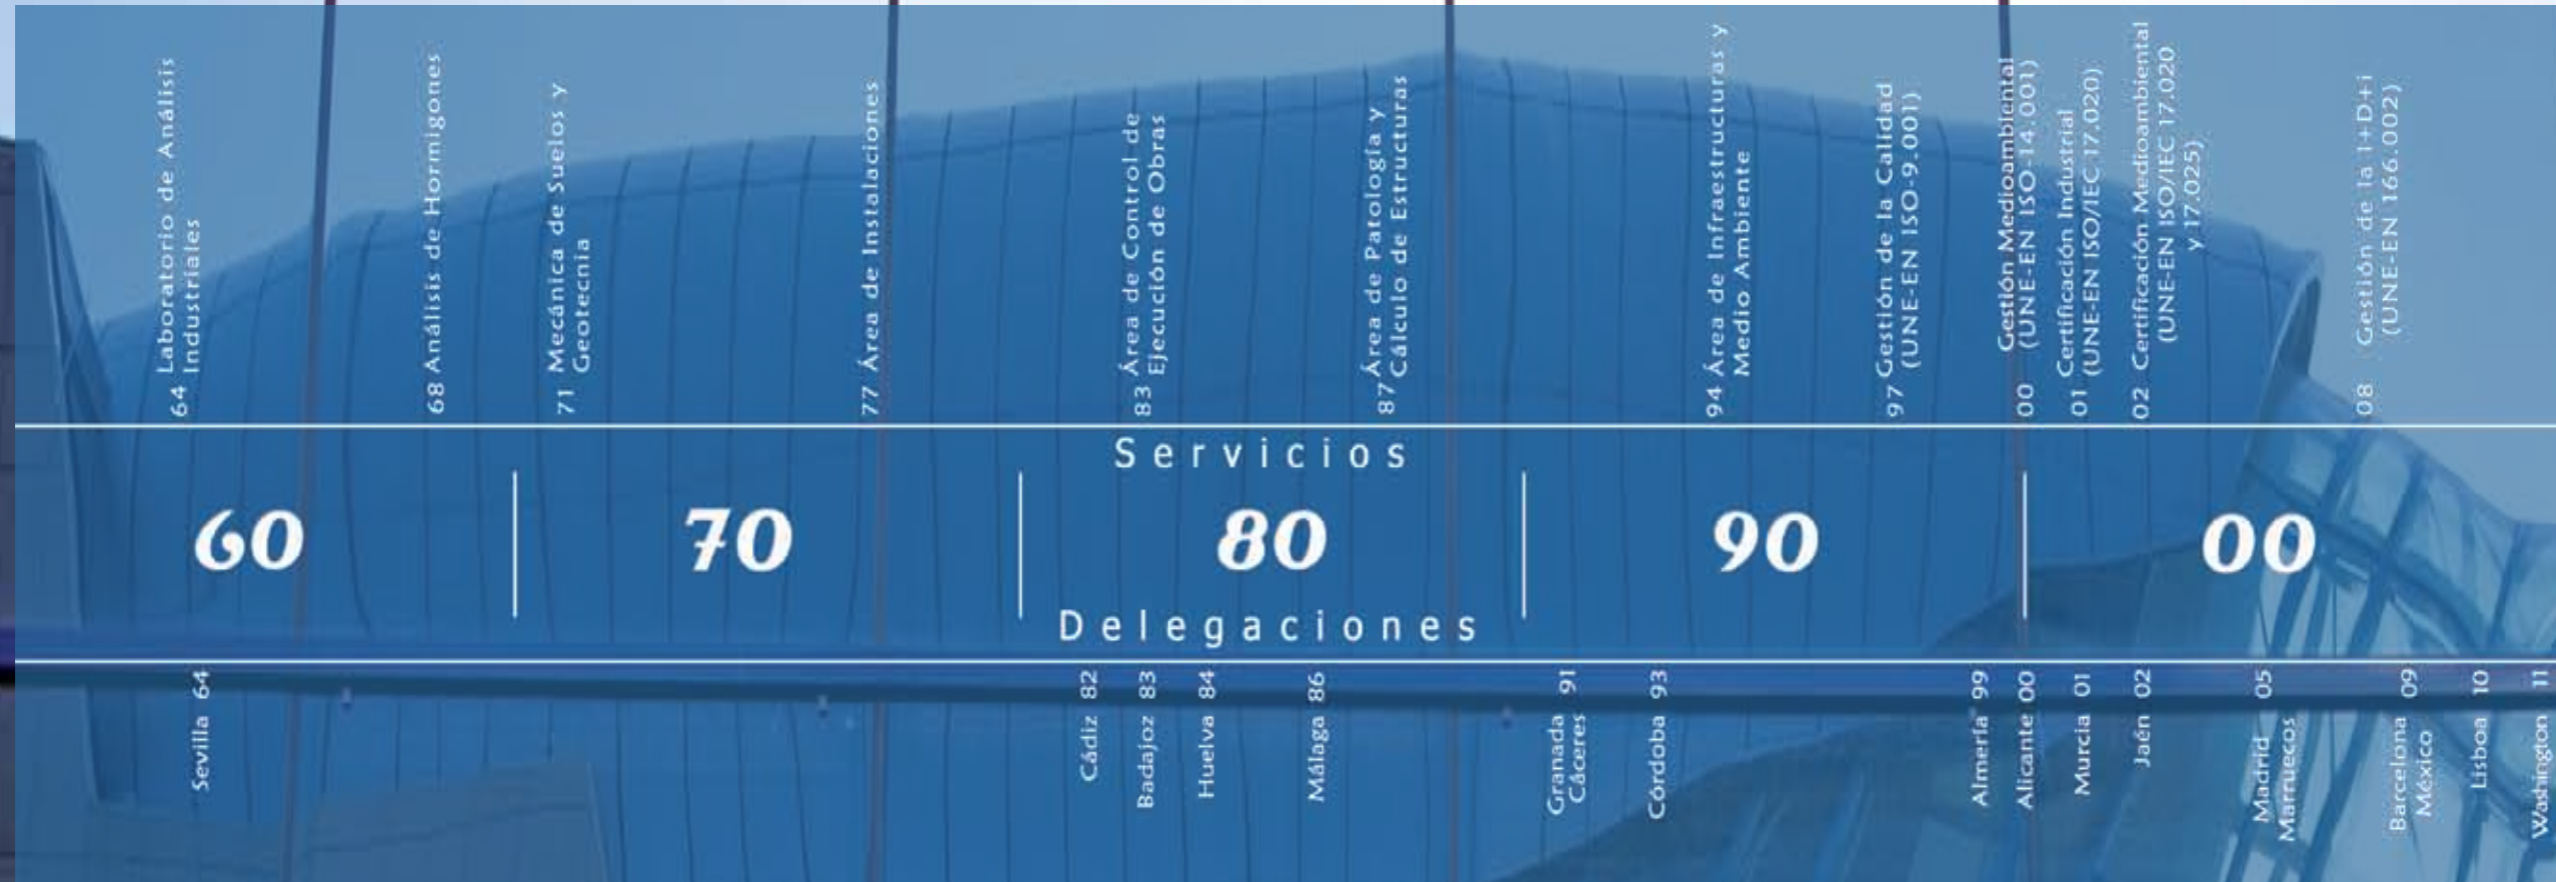 64 Laboratorio de Análisis
Industriales
68 Análisis de Hormigones
71 Mecánica de Suelos y
Geotecnia
77 Área de Instalaciones
83 Área de Control de
Ejecución de Obras
87 Área de Patología y
Cálculo de Estructuras
94 Área de Infraestructuras y
Medio Ambiente
97 Gestión de la Calidad
(UNE-EN ISO-9.001)
00 Gestión Medioambiental
(UNE-EN ISO-14.001)
01 Certificación Industrial
(UNE-EN ISO/IEC 17.020)
02 Certificación Medioambiental
(UNE-EN ISO/IEC 17.020
y 17.025)
08 Gestión de la I+D+i
(UNE-EN 166.002)
Servicios
60
70
80
90
00
Delegaciones
Sevilla 64
Cádiz 82
Badajoz 83
Huelva 84
Málaga 86
Granada 91
Cáceres
Córdoba 93
Almería 99
Alicante 00
Murcia 01
Jaén 02
Madrid 05
Marruecos
Barcelona 09
México
Lisboa 10
Washington 11